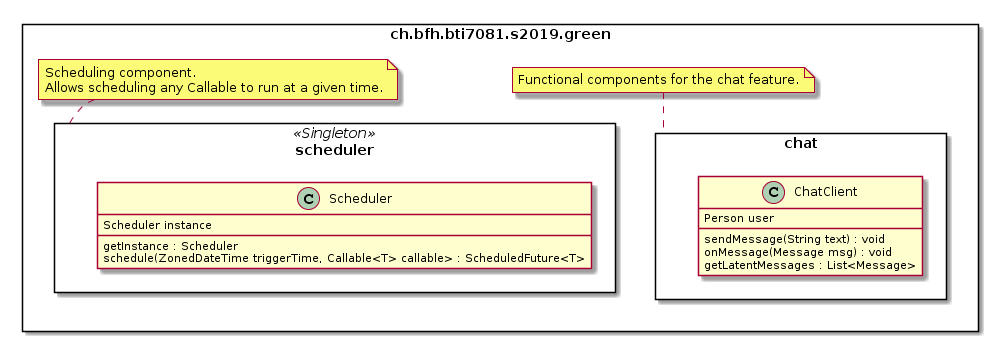 ch.bfh.bti7081.s2019.green
Scheduling component.
Allows scheduling any Callable to run at a given time.
Functional components for the chat feature.
«Singleton»
scheduler
C Scheduler
Scheduler instance
getInstance : Scheduler
schedule(ZonedDateTime triggerTime, Callable<T> callable> : ScheduledFuture<T>
chat
C ChatClient
Person user
sendMessage(String text) : void
onMessage(Message msg) : void
getLatentMessages : List<Message>